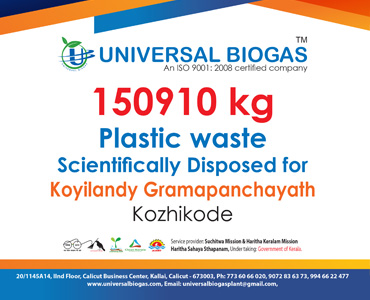 TM
UNIVERSAL BIOGAS
An ISO 9001: 2008 certified company
150910 kg
Plastic waste
Scientifically Disposed for
Koyilandy Gramapanchayath
Kozhikode
Service provider: Suchitwa Mission & Haritha Keralam Mission
Haritha Sahaya Sthapanam, Undertaking: Government of Kerala.
20/1145A14, IInd Floor, Calicut Business Center, Kallai, Calicut - 673003, Ph: 773 60 66 020, 9072 83 63 73, 994 66 22 477
www.universalbiogas.com, Email: universalbiogasplant@gmail.com,